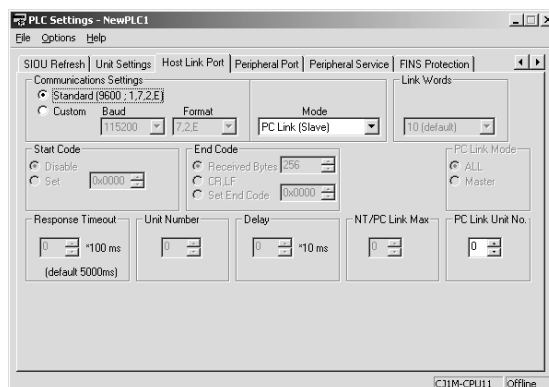 PLC Settings - NewPLC1
File Options Help
SIOU Refresh Unit Settings Host Link Port Peripheral Port Peripheral Service FINS Protection
Communications Settings
Standard (9600 ; 1,7,2,E)
Custom Baud Format Mode
115200 7,2,E PC Link (Slave)
Link Words
10 (default)
Start Code
Disable
Set 0x0000
End Code
Received Bytes 256
CR,LF
Set End Code 0x0000
PC Link Mode
ALL
Master
Response Timeout
0 *100 ms
(default 5000ms)
Unit Number
0
Delay
0 *10 ms
NT/PC Link Max
0
PC Link Unit No.
0
CJ1M-CPU11 Offline